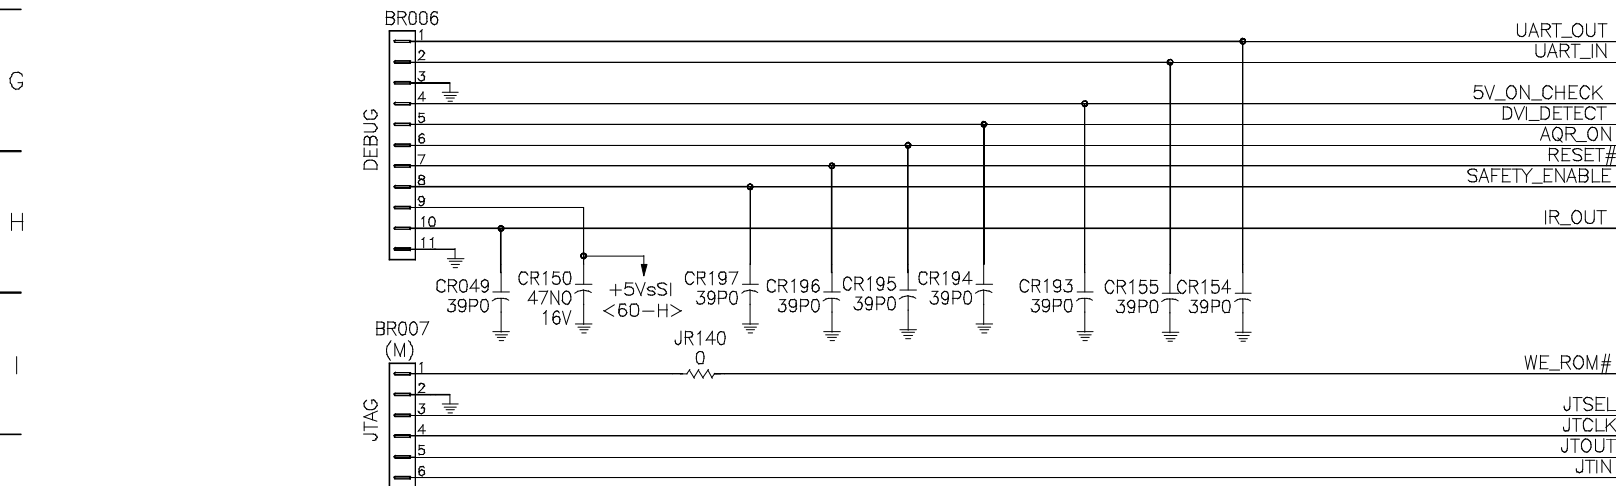 BR006
1 UART_OUT
2 UART_IN
3
4 5V_ON_CHECK
5 DVI_DETECT
6 AQR_ON
7 RESET#
8 SAFETY_ENABLE
9
10 IR_OUT
11
DEBUG
G
H
I
CR049
39P0
CR150
47N0
16V
+5VsSI
<6D-H>
CR197
39P0
CR196
39P0
CR195
39P0
CR194
39P0
CR193
39P0
CR155
39P0
CR154
39P0
BR007
(M)
JR140
0
1 WE_ROM#
2
3 JTSEL
4 JTCLK
5 JTOUT
6 JTIN
JTAG